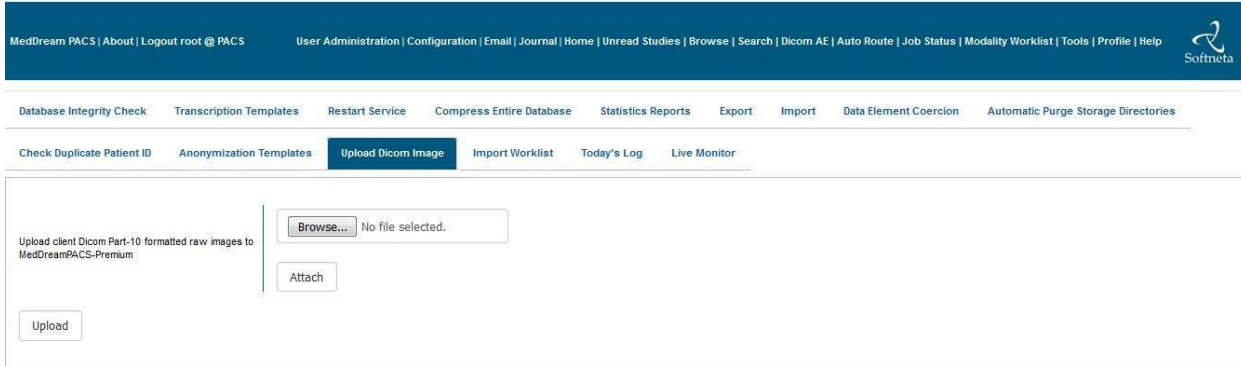 MedDream PACS | About | Logout root @ PACS User Administration | Configuration | Email | Journal | Home | Unread Studies | Browse | Search | Dicom AE | Auto Route | Job Status | Modality Worklist | Tools | Profile | Help
Softneta
Database Integrity Check Transcription Templates Restart Service Compress Entire Database Statistics Reports Export Import Data Element Coercion Automatic Purge Storage Directories
Check Duplicate Patient ID Anonymization Templates Upload Dicom Image Import Worklist Today's Log Live Monitor
Browse... No file selected.
Upload client Dicom Part-10 formatted raw images to
MedDreamPACS-Premium
Attach
Upload